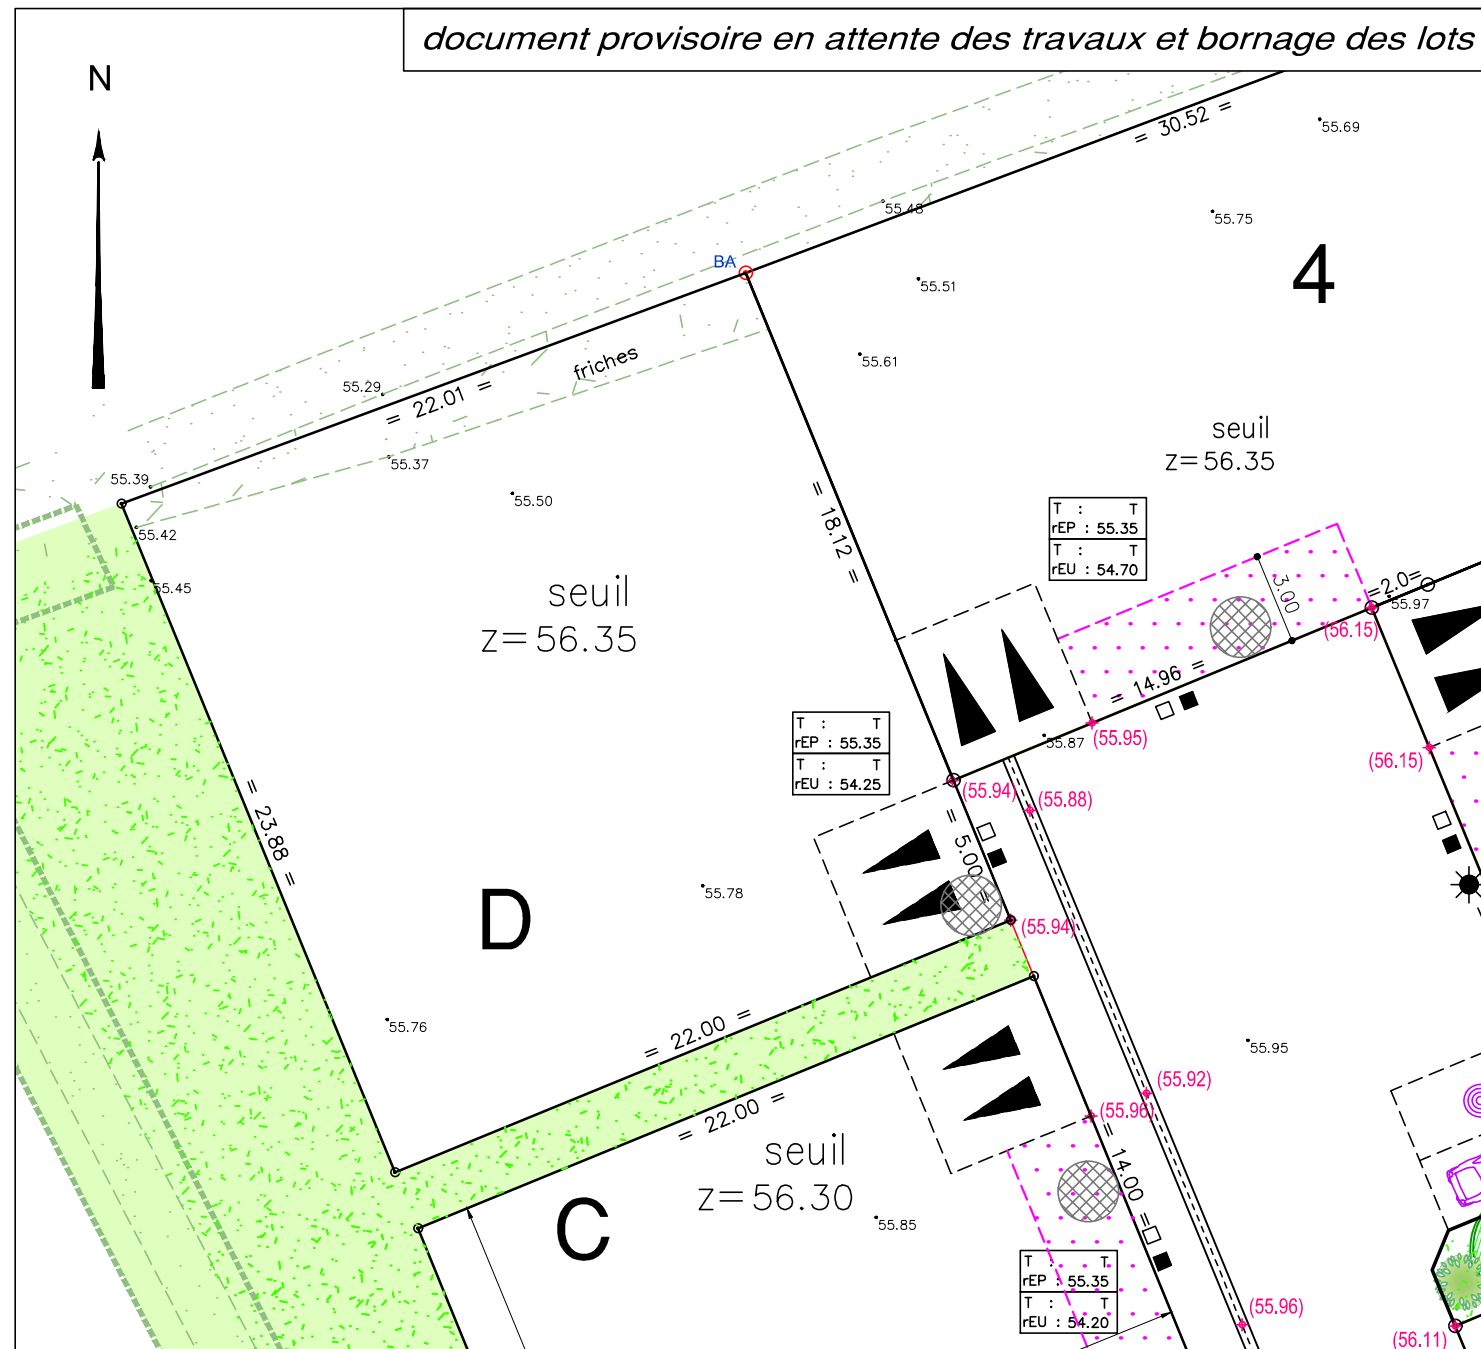 document provisoire en attente des travaux et bornage des lots
N
= 30.52 =
55.69
55.48
55.75
BA
4
55.51
friches
55.61
55.29
= 22.01 =
seuil
z=56.35
55.37
55.39
55.50
= 18.12 =
T : T
rEP : 55.35
T : T
rEU : 54.70
55.42
55.45
seuil
z=56.35
3.00
=2.0=
55.97
(56.15)
= 14.96 =
T : T
rEP : 55.35
T : T
rEU : 54.25
55.87
(55.95)
(56.15)
(55.94)
(55.88)
= 23.88 =
= 5.00 =
55.78
D
(55.94)
55.76
= 22.00 =
55.95
(55.92)
= 22.00 =
(55.96)
seuil
z=56.30
= 14.00 =
C
55.85
T : T
rEP : 55.35
T : T
rEU : 54.20
(55.96)
(56.11)